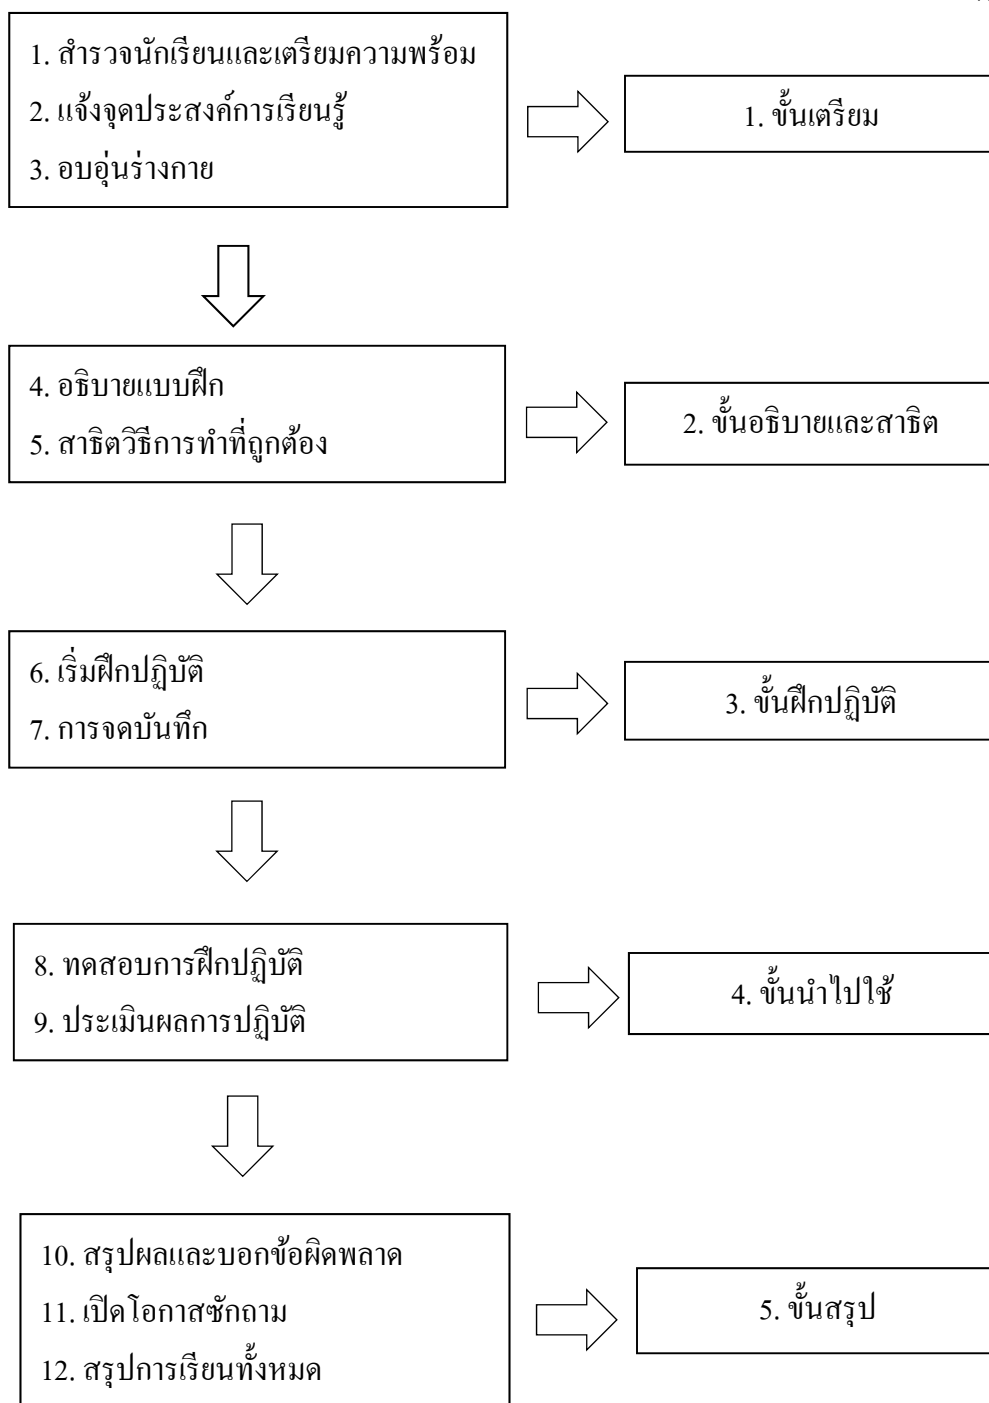 1. สำรวจนักเรียนและเตรียมความพร้อม
2. แจ้งจุดประสงค์การเรียนรู้
3. อบอุ่นร่างกาย
1. ขั้นเตรียม
4. อธิบายแบบฝึก
5. สาธิตวิธีการทำที่ถูกต้อง
2. ขั้นอธิบายและสาธิต
6. เริ่มฝึกปฏิบัติ
7. การจดบันทึก
3. ขั้นฝึกปฏิบัติ
8. ทดสอบการฝึกปฏิบัติ
9. ประเมินผลการปฏิบัติ
4. ขั้นนำไปใช้
10. สรุปผลและบอกข้อผิดพลาด
11. เปิดโอกาสซักถาม
12. สรุปการเรียนทั้งหมด
5. ขั้นสรุป